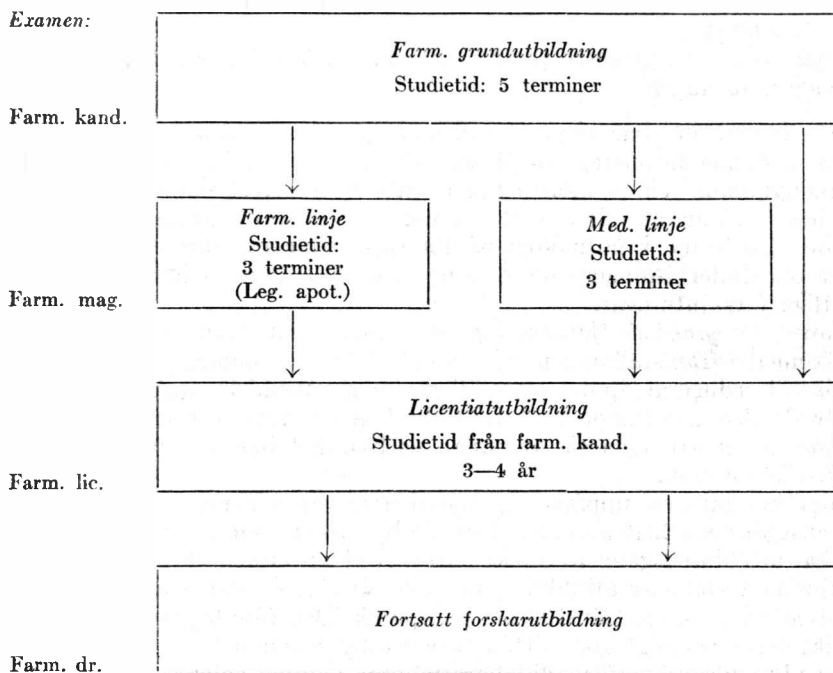 Examen:
Farm. grundutbildning
Studietid: 5 terminer
Farm. kand.
Farm. linje
Studietid:
3 terminer
(Leg. apot.)
Med. linje
Studietid:
3 terminer
Farm. mag.
Licentiatutbildning
Studietid från farm. kand.
3—4 år
Farm. lic.
Fortsatt forskarutbildning
Farm. dr.